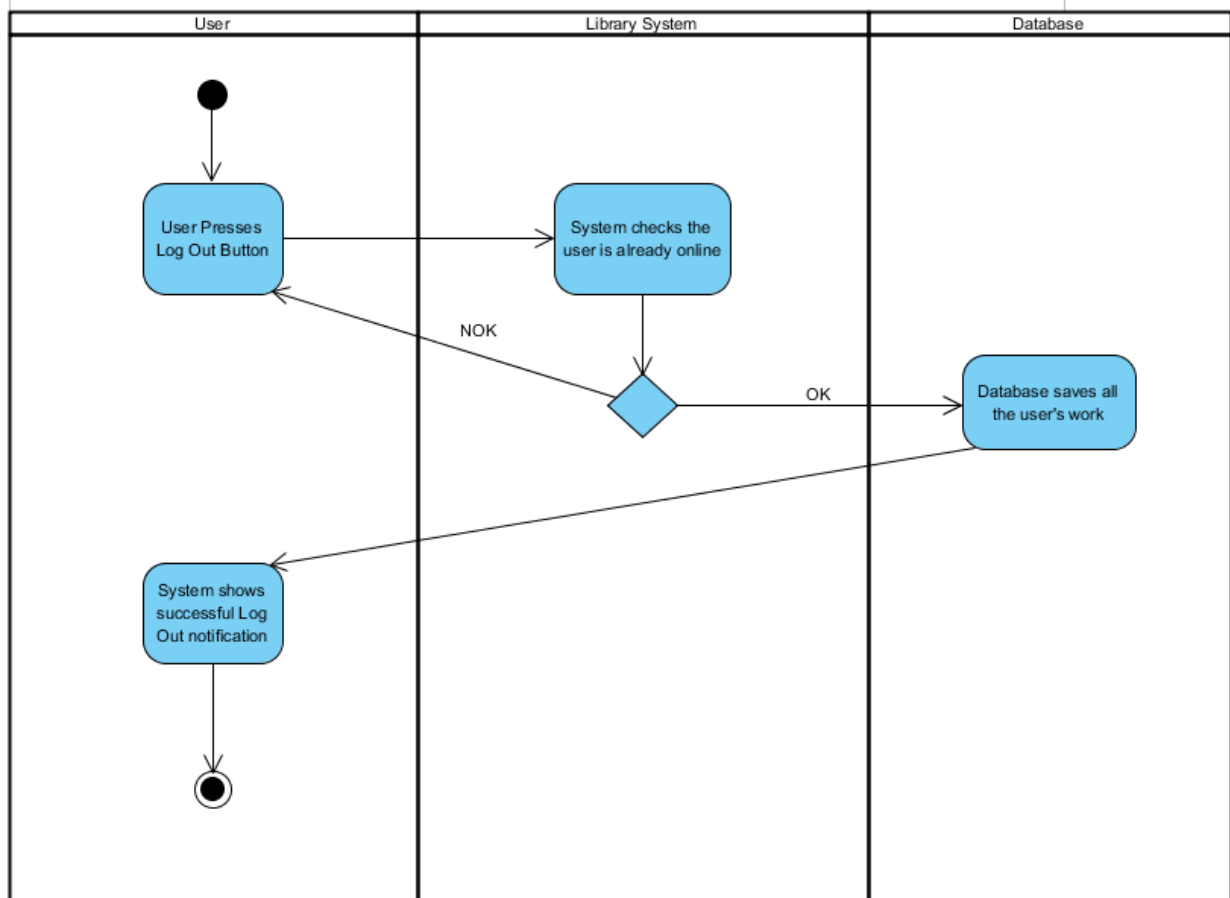 User
Library System
Database
User Presses
Log Out Button
System checks the
user is already online
NOK
OK
Database saves all
the user's work
System shows
successful Log
Out notification